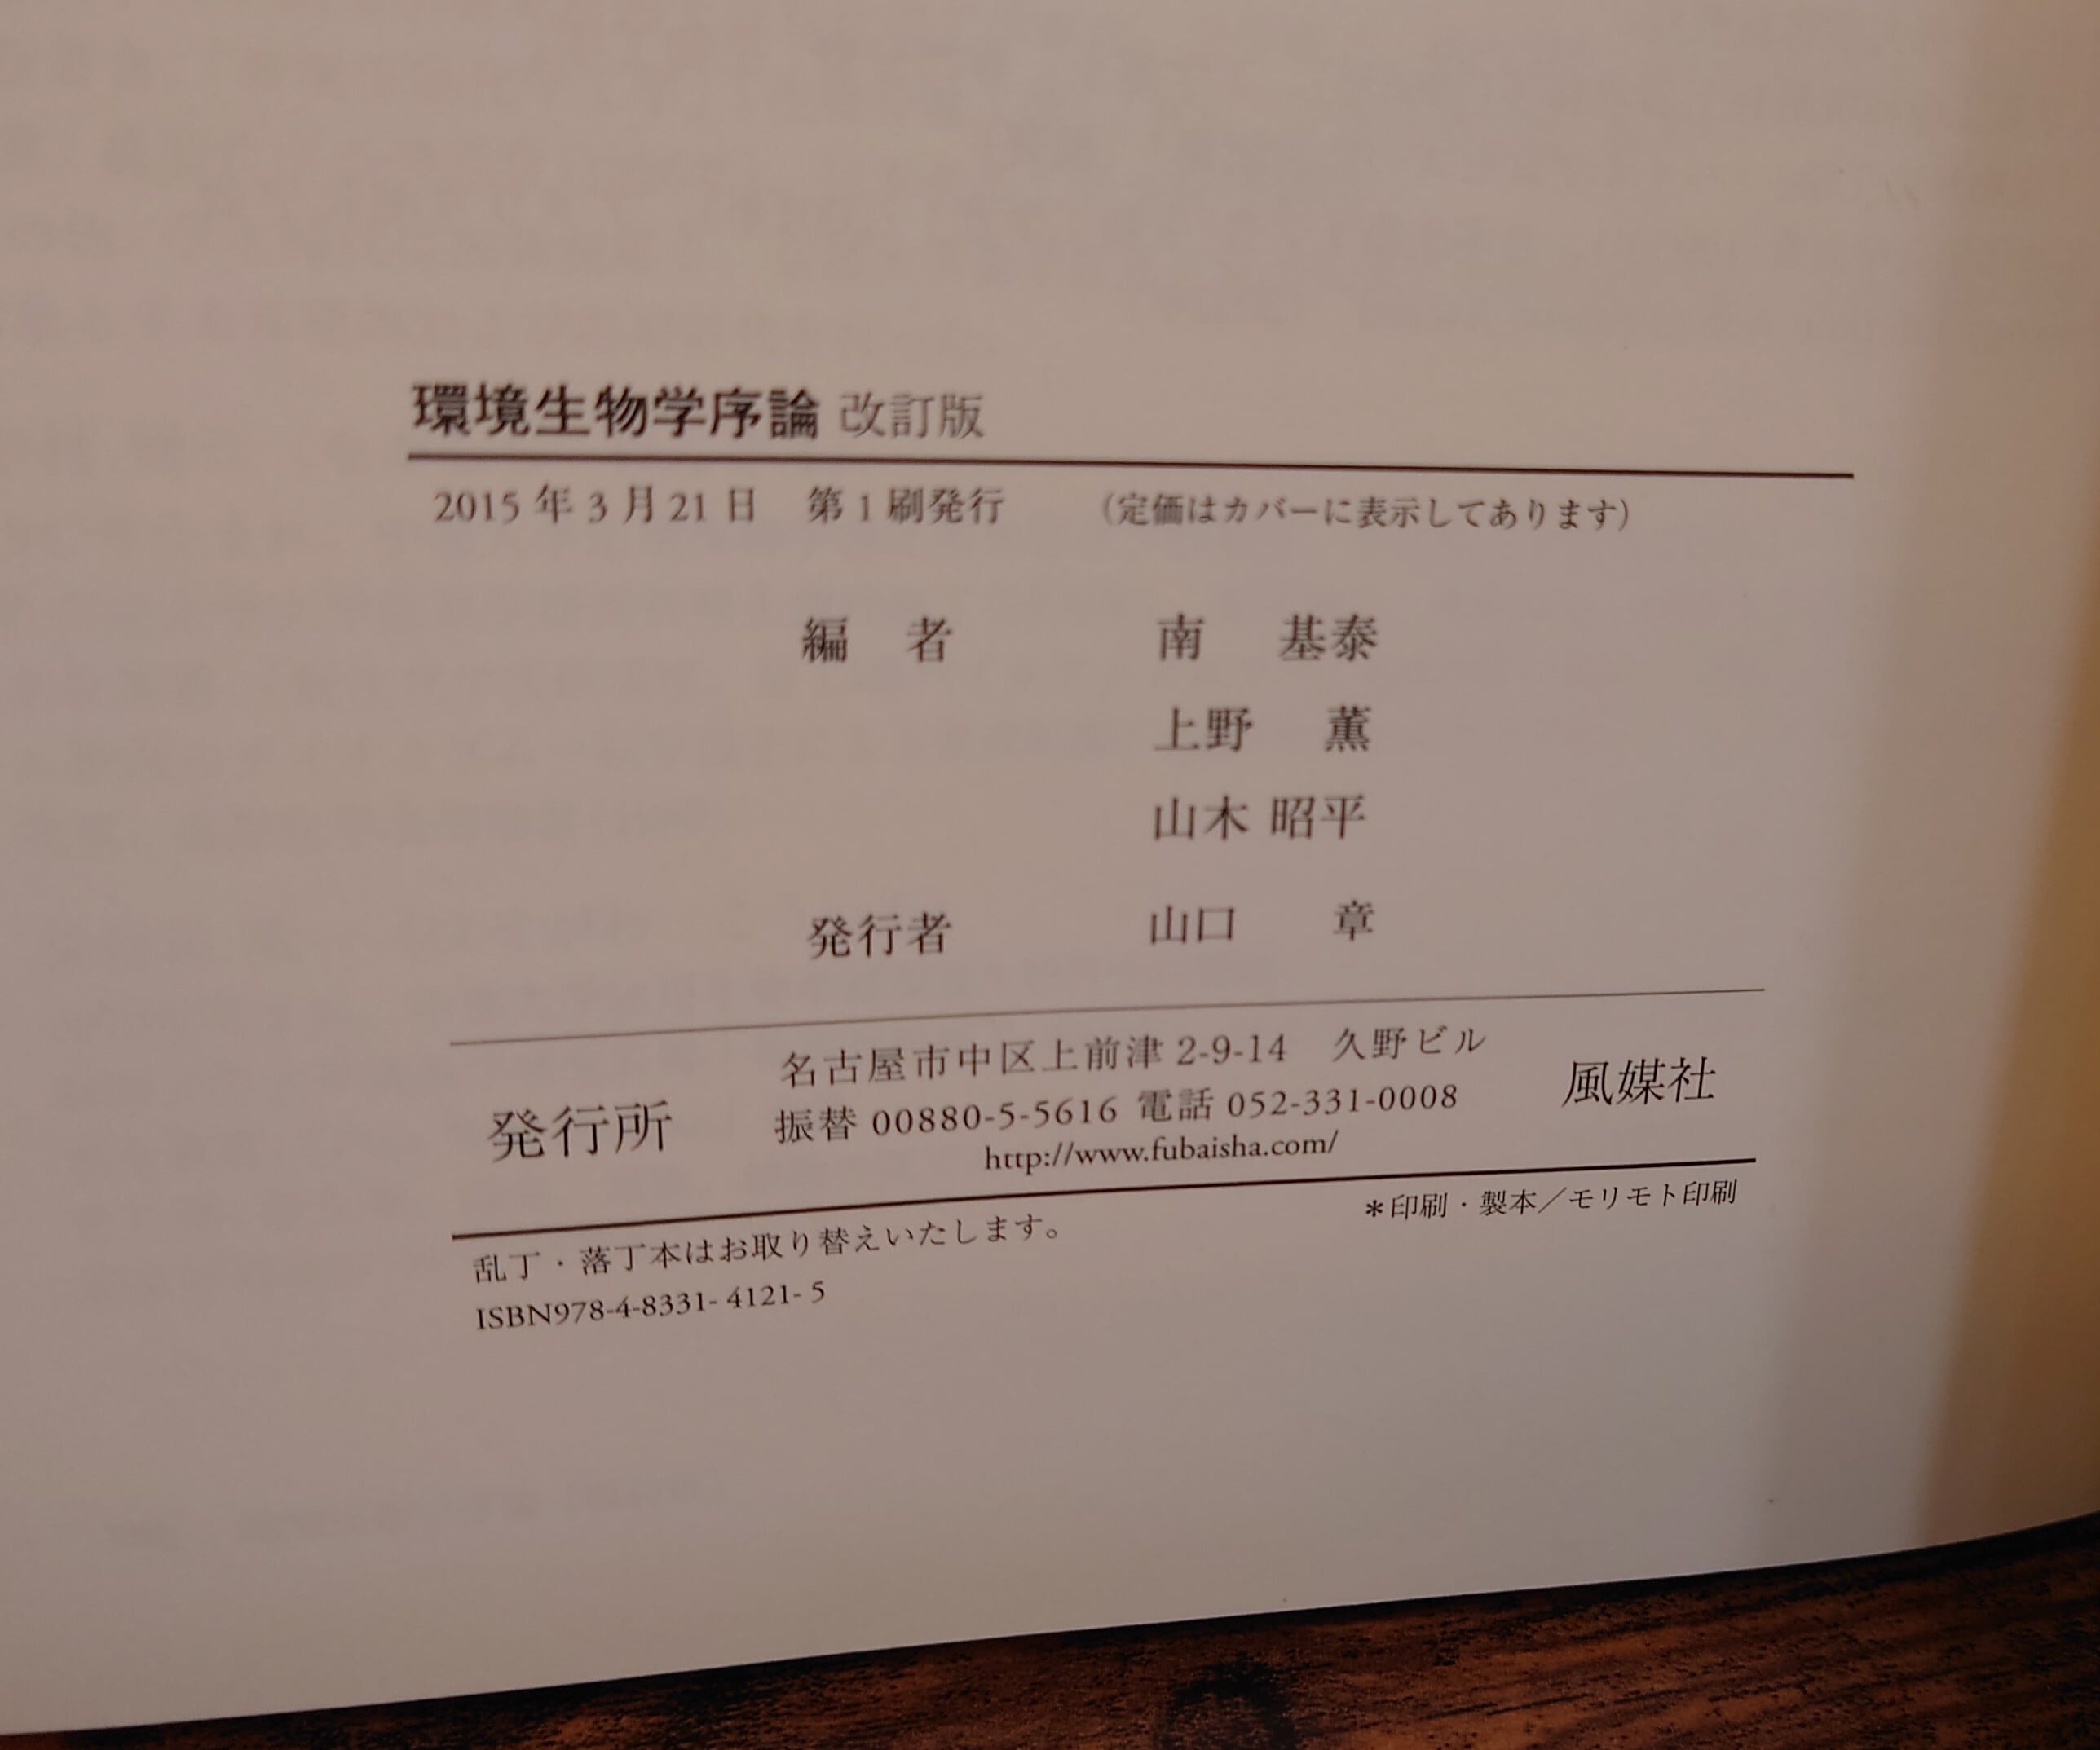 環境生物学序論 改訂版
2015年3月21日 第1刷発行 (定価はカバーに表示してあります)
編 者 南 基泰
上野 薫
山木 昭平
発行者 山口 章
発行所
名古屋市中区上前津 2-9-14 久野ビル
振替 00880-5-5616 電話 052-331-0008
http://www.fubaisha.com/
風媒社
*印刷・製本/モリモト印刷
乱丁・落丁本はお取り替えいたします。
ISBN978-4-8331-4121-5